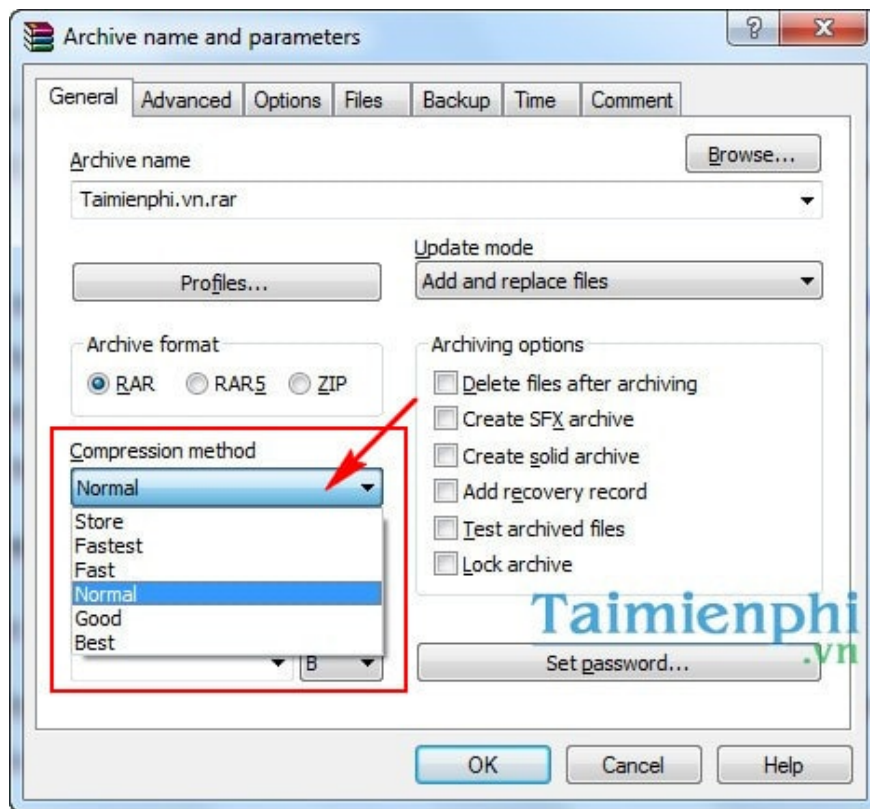 Archive name and parameters
General Advanced Options Files Backup Time Comment
Archive name
Browse...
Taimienphi.vn.rar
Update mode
Profiles...
Add and replace files
Archive format
RAR RAR5 ZIP
Archiving options
Delete files after archiving
Create SFX archive
Create solid archive
Add recovery record
Test archived files
Lock archive
Compression method
Normal
Store
Fastest
Fast
Normal
Good
Best
B
Set password...
Taimienphi
.vn
OK Cancel Help